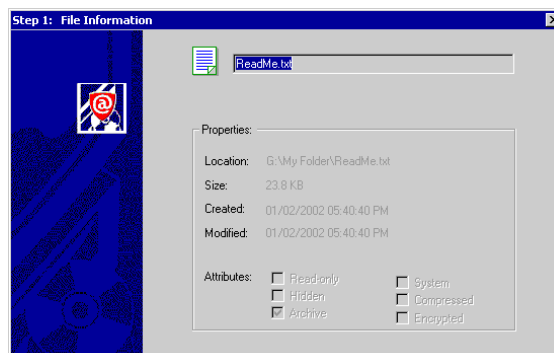 Step 1: File Information
ReadMe.txt
Properties:
Location: G:\My Folder\ReadMe.txt
Size: 23.8 KB
Created: 01/02/2002 05:40:40 PM
Modified: 01/02/2002 05:40:40 PM
Attributes: Read-only System
Hidden Compressed
Archive Encrypted